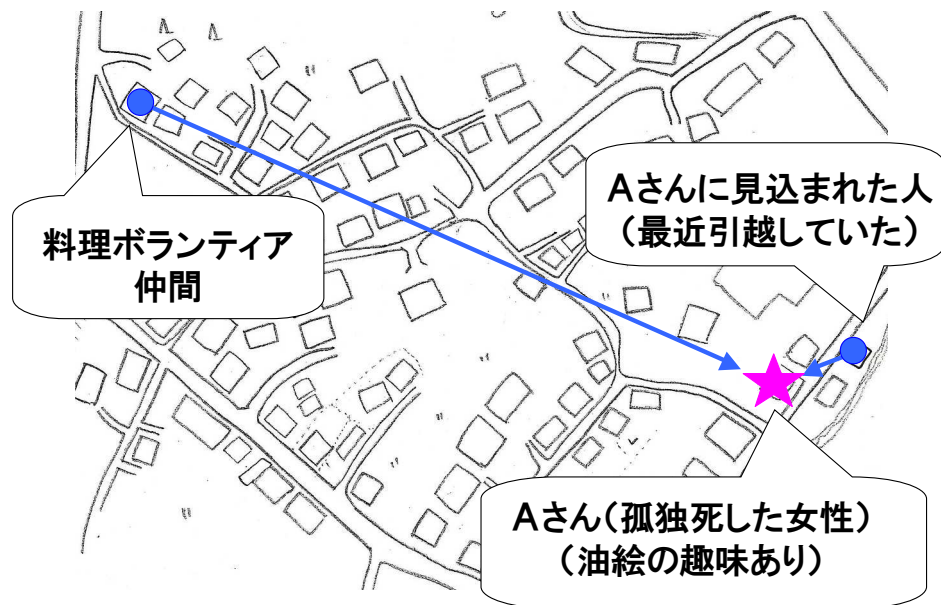 Aさんに見込まれた人
(最近引越していた)
料理ボランティア
仲間
Aさん(孤独死した女性)
(油絵の趣味あり)